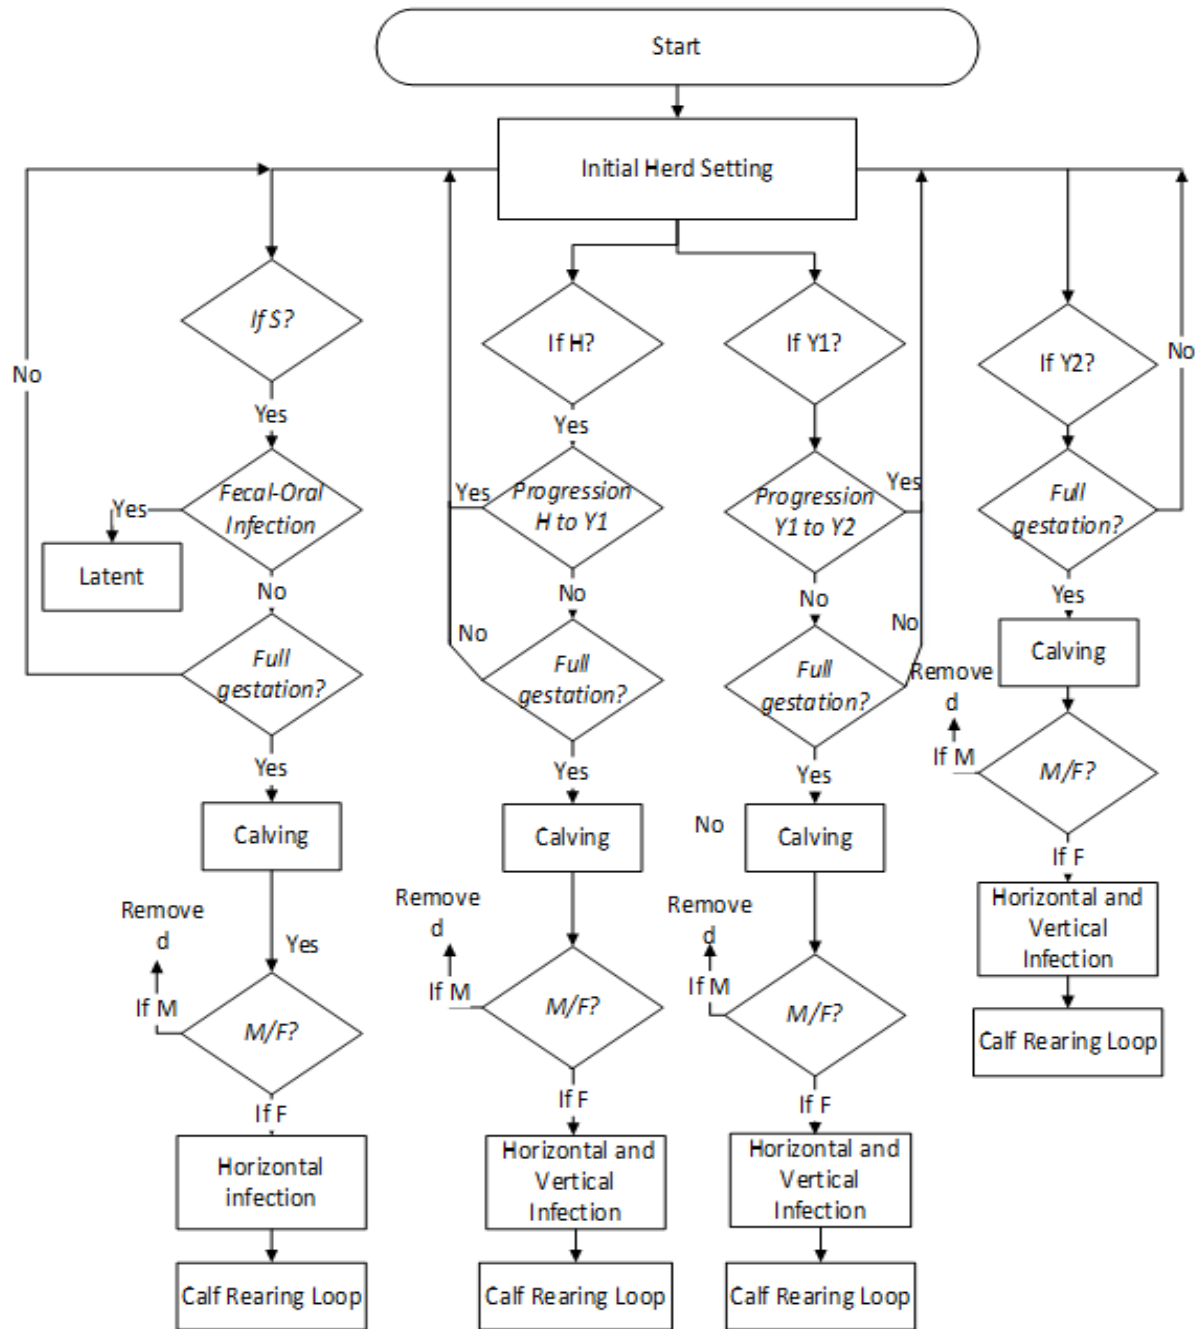 Start
Initial Herd Setting
If S?
If H?
If Y1?
If Y2?
No
No
Yes
Yes
Fecal-Oral
Infection
Yes
Progression
H to Y1
Yes
Progression
Y1 to Y2
Yes
Full
gestation?
Latent
No
No
No
Yes
No
No
Full
gestation?
Full
gestation?
Full
gestation?
Calving
Remove
d
If M
M/F?
Yes
Yes
Yes
Calving
Calving
No
Calving
If F
Remove
d
Yes
Remove
d
Remove
d
Horizontal and
Vertical
Infection
If M
M/F?
If M
M/F?
If M
M/F?
Calf Rearing Loop
If F
If F
If F
Horizontal
infection
Horizontal and
Vertical
Infection
Horizontal and
Vertical
Infection
Calf Rearing Loop
Calf Rearing Loop
Calf Rearing Loop